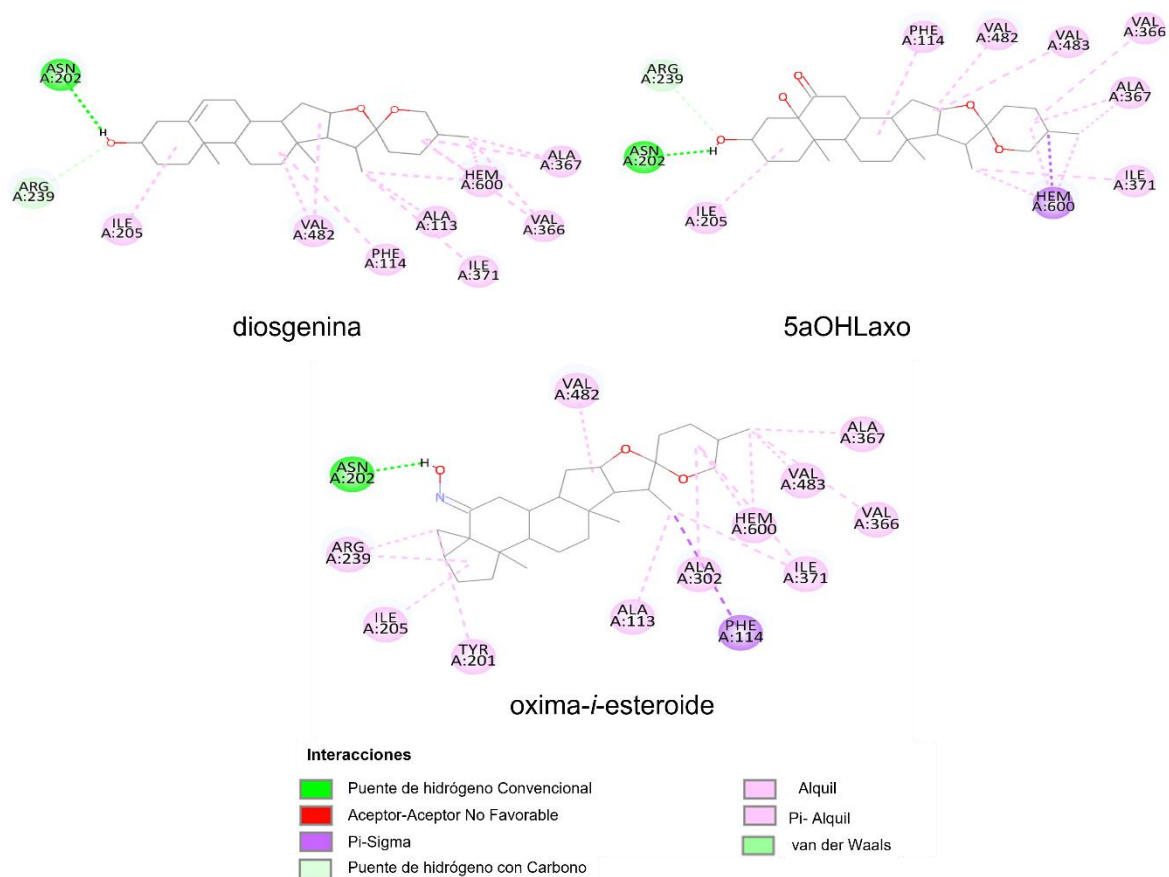 ASN
A:202
H
O
ARG
A:239
ILE
A:205
VAL
A:482
PHE
A:114
O
O
HEM
A:600
ALA
A:113
ILE
A:371
VAL
A:366
ALA
A:367
diosgenina
ARG
A:239
ASN
A:202
H
O
O
O
ILE
A:205
PHE
A:114
VAL
A:482
VAL
A:483
VAL
A:366
ALA
A:367
ILE
A:371
HEM
A:600
O
O
5aOHLaxo
VAL
A:482
ASN
A:202
H
O
N
ARG
A:239
ILE
A:205
TYR
A:201
O
O
ALA
A:367
VAL
A:483
VAL
A:366
HEM
A:600
ILE
A:371
ALA
A:302
ALA
A:113
PHE
A:114
oxima-i-esteroide
Interacciones
Puente de hidrógeno Convencional
Aceptor-Aceptor No Favorable
Pi-Sigma
Puente de hidrógeno con Carbono
Alquil
Pi- Alquil
van der Waals